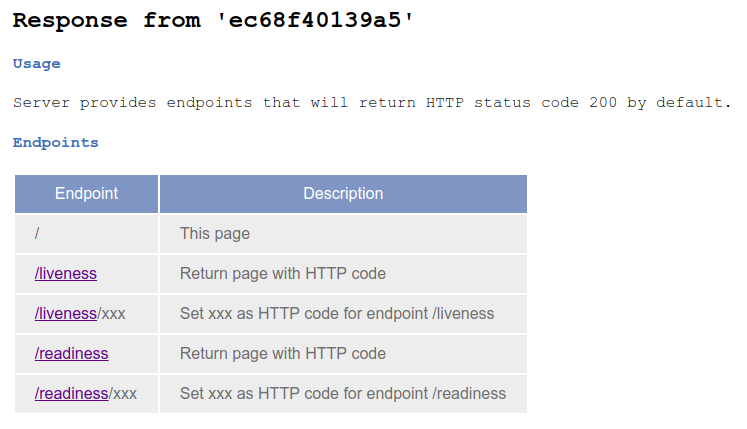 Response from 'ec68f40139a5'
Usage
Server provides endpoints that will return HTTP status code 200 by default.
Endpoints
Endpoint Description
/ This page
/liveness Return page with HTTP code
/liveness/xxx Set xxx as HTTP code for endpoint /liveness
/readiness Return page with HTTP code
/readiness/xxx Set xxx as HTTP code for endpoint /readiness